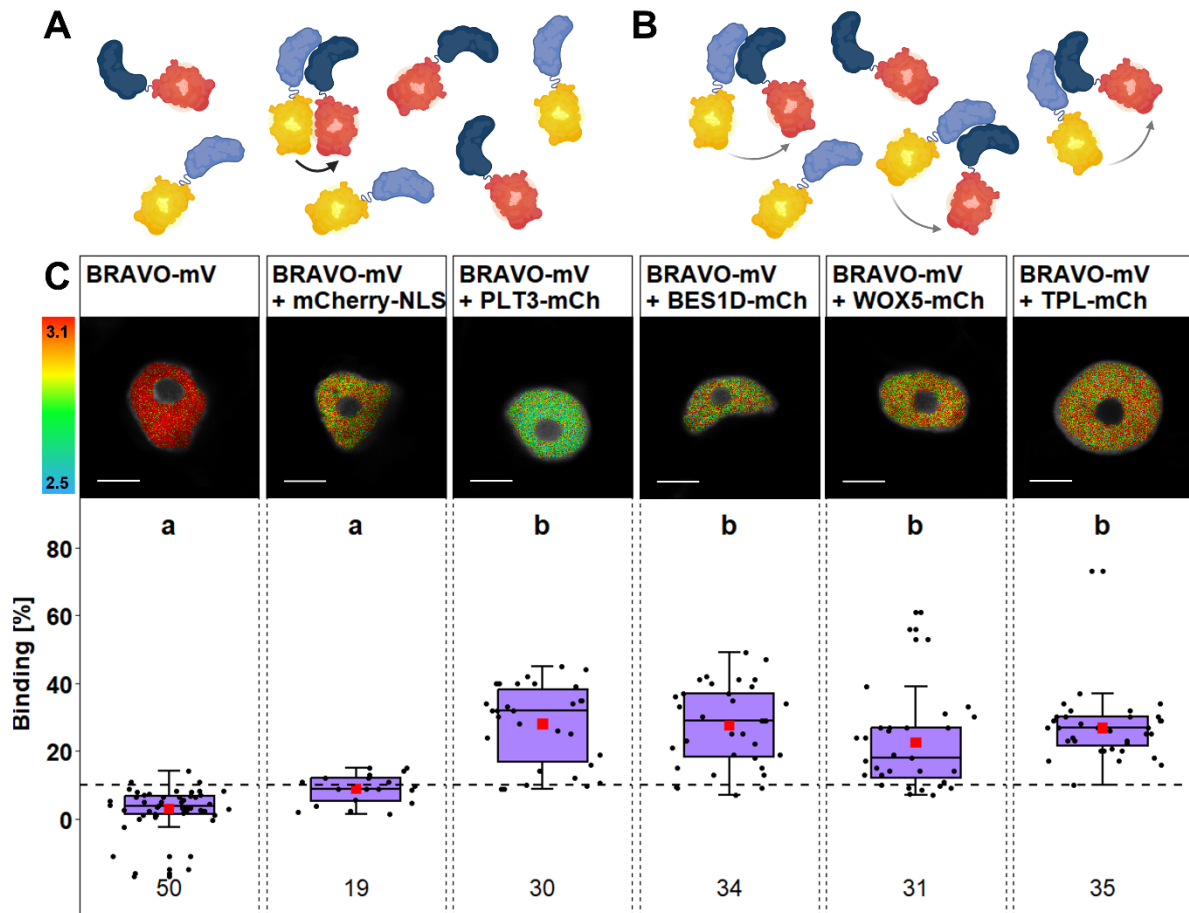 A
B
C
BRAVO-mV
BRAVO-mV
+ mCherry-NLS
BRAVO-mV
+ PLT3-mCh
BRAVO-mV
+ BES1D-mCh
BRAVO-mV
+ WOX5-mCh
BRAVO-mV
+ TPL-mCh
3.1
2.5
a
a
b
b
b
b
Binding [%]
80
60
40
20
0
50
19
30
34
31
35